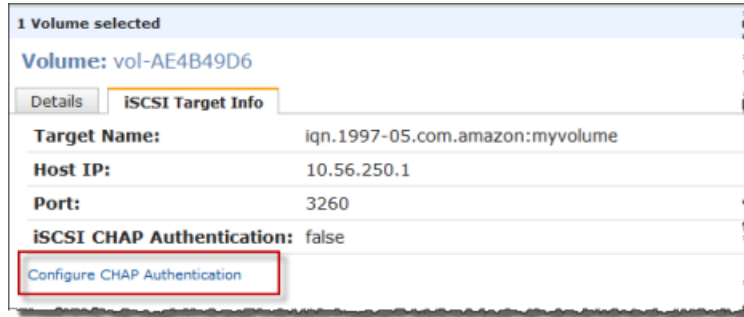 1 Volume selected
Volume: vol-AE4B49D6
Details iSCSI Target Info
Target Name: iqn.1997-05.com.amazon:myvolume
Host IP: 10.56.250.1
Port: 3260
iSCSI CHAP Authentication: false
Configure CHAP Authentication